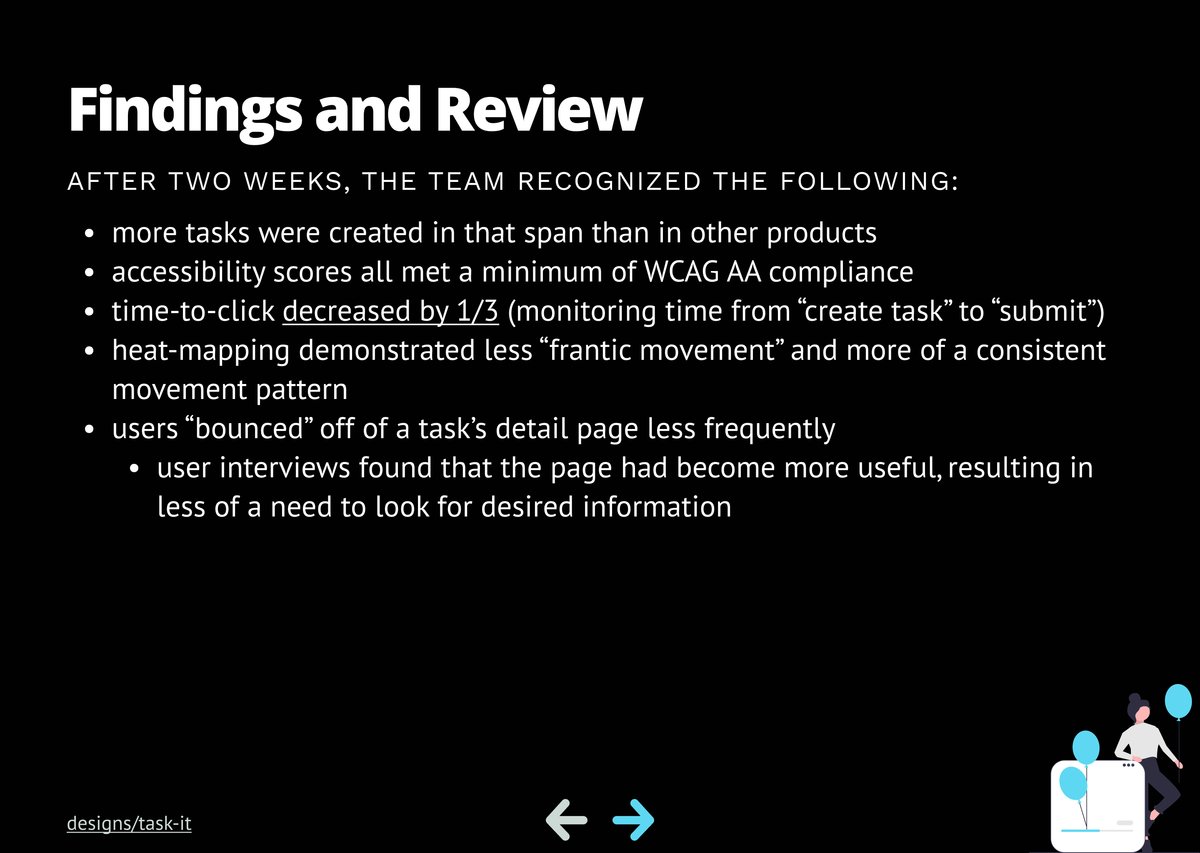 Findings and Review
AFTER TWO WEEKS, THE TEAM RECOGNIZED THE FOLLOWING:
• more tasks were created in that span than in other products
• accessibility scores all met a minimum of WCAG AA compliance
• time-to-click decreased by 1/3 (monitoring time from “create task” to “submit”)
• heat-mapping demonstrated less “frantic movement” and more of a consistent
movement pattern
• users “bounced” off of a task’s detail page less frequently
• user interviews found that the page had become more useful, resulting in
less of a need to look for desired information
designs/task-it